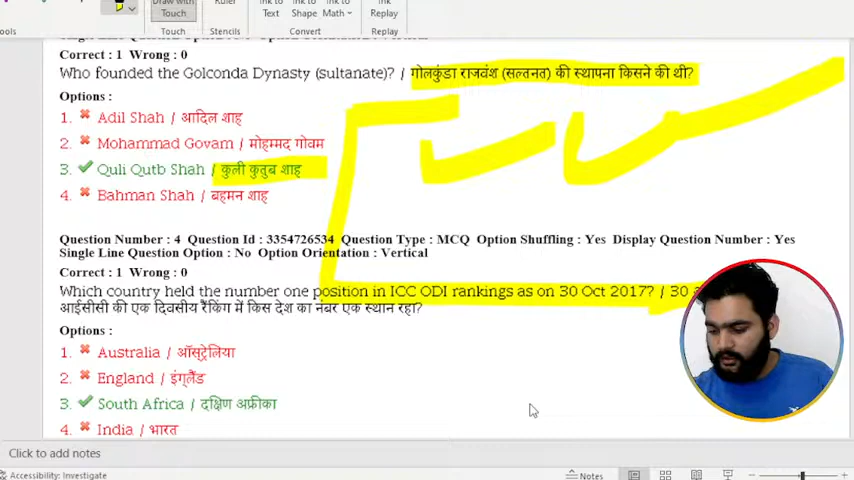 Draw with Touch
Ruler
Ink to Text
Ink to Shape
Ink to Math
Ink Replay
Touch
Convert
Replay
Correct : 1 Wrong : 0
Who founded the Golconda Dynasty (sultanate)? / गोलकुंडा राजवंश (सल्तनत) की स्थापना किसने की थी?
Options :
1. Adil Shah / आदिल शाह
2. Mohammad Govam / मोहम्मद गोवम
3. Quli Qutb Shah / कुली कुतुब शाह
4. Bahman Shah / बहमन शाह
Question Number : 4 Question Id : 3354726534 Question Type : MCQ Option Shuffling : Yes Display Question Number : Yes
Single Line Question Option : No Option Orientation : Vertical
Correct : 1 Wrong : 0
Which country held the number one position in ICC ODI rankings as on 30 Oct 2017? / 30
आईसीसी की एक दिवसीय रैंकिंग में किस देश का नंबर एक स्थान रहा?
Options :
1. Australia / ऑस्ट्रेलिया
2. England / इंग्लैंड
3. South Africa / दक्षिण अफ्रीका
4. India / भारत
Click to add notes
Accessibility: Investigate
Notes